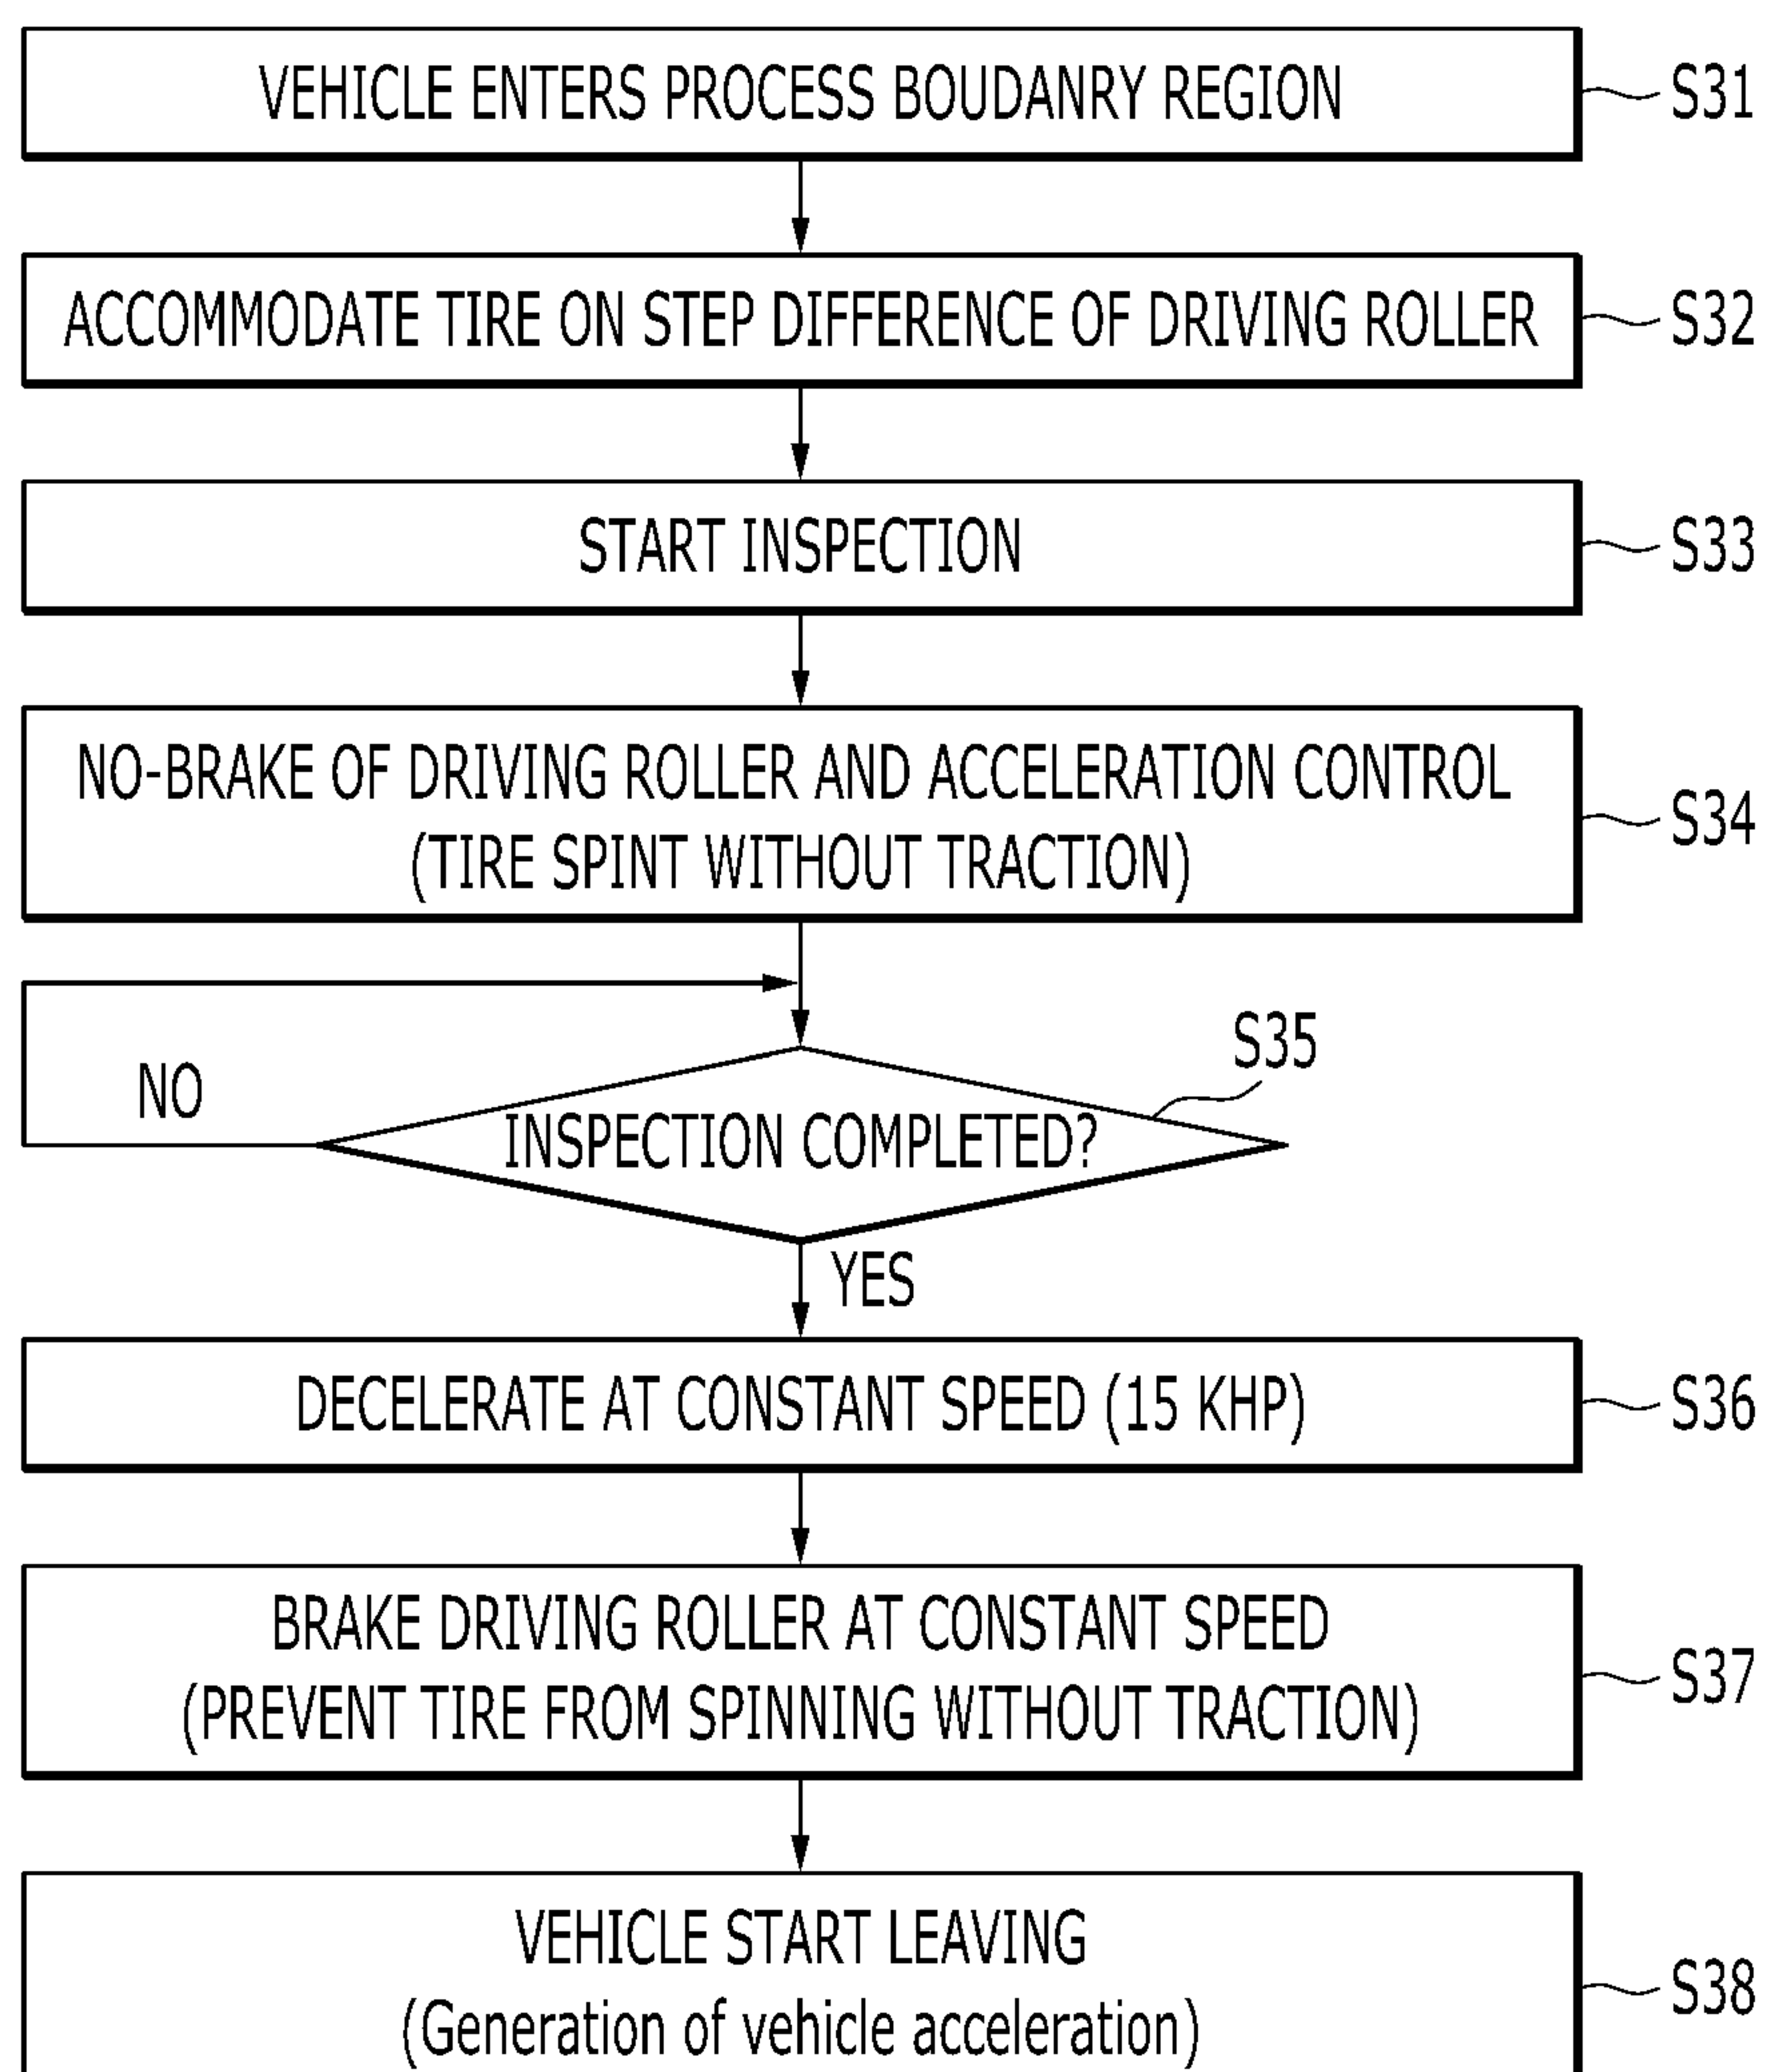 VEHICLE ENTERS PROCESS BOUDANRY REGION
S31
ACCOMMODATE TIRE ON STEP DIFFERENCE OF DRIVING ROLLER
S32
START INSPECTION
S33
NO-BRAKE OF DRIVING ROLLER AND ACCELERATION CONTROL
(TIRE SPINT WITHOUT TRACTION)
S34
S35
NO
INSPECTION COMPLETED?
YES
DECELERATE AT CONSTANT SPEED (15 KHP)
S36
BRAKE DRIVING ROLLER AT CONSTANT SPEED
(PREVENT TIRE FROM SPINNING WITHOUT TRACTION)
S37
VEHICLE START LEAVING
(Generation of vehicle acceleration)
S38